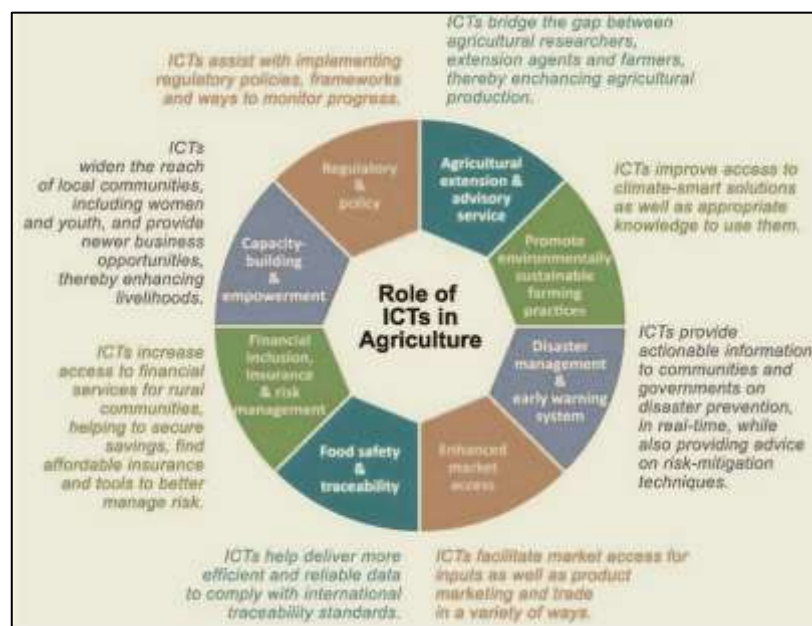 ICTs bridge the gap between
agricultural researchers,
extension agents and farmers,
thereby enchancing agricultural
production.
ICTs assist with implementing
regulatory policies, frameworks
and ways to monitor progress.
ICTs
widen the reach
of local communities,
including women
and youth, and provide
newer business
opportunities,
thereby enhancing
livelihoods.
Regulatory
&
policy
Agricultural
extension &
advisory
service
ICTs improve access to
climate-smart solutions
as well as appropriate
knowledge to use them.
Capacity-
building
&
empowerment
Promote
environmentally
sustainable
farming
practices
Role of
ICTs in
Agriculture
Financial
inclusion,
insurance
& risk
management
Disaster
management
&
early warning
system
ICTs provide
actionable information
to communities and
governments on
disaster prevention,
in real-time, while
also providing advice
on risk-mitigation
techniques.
ICTs increase
access to financial
services for rural
communities,
helping to secure
savings, find
affordable insurance
and tools to better
manage risk.
Food safety
&
traceability
Enhanced
market
access
ICTs help deliver more
efficient and reliable data
to comply with international
traceability standards.
ICTs facilitate market access for
inputs as well as product
marketing and trade
in a variety of ways.